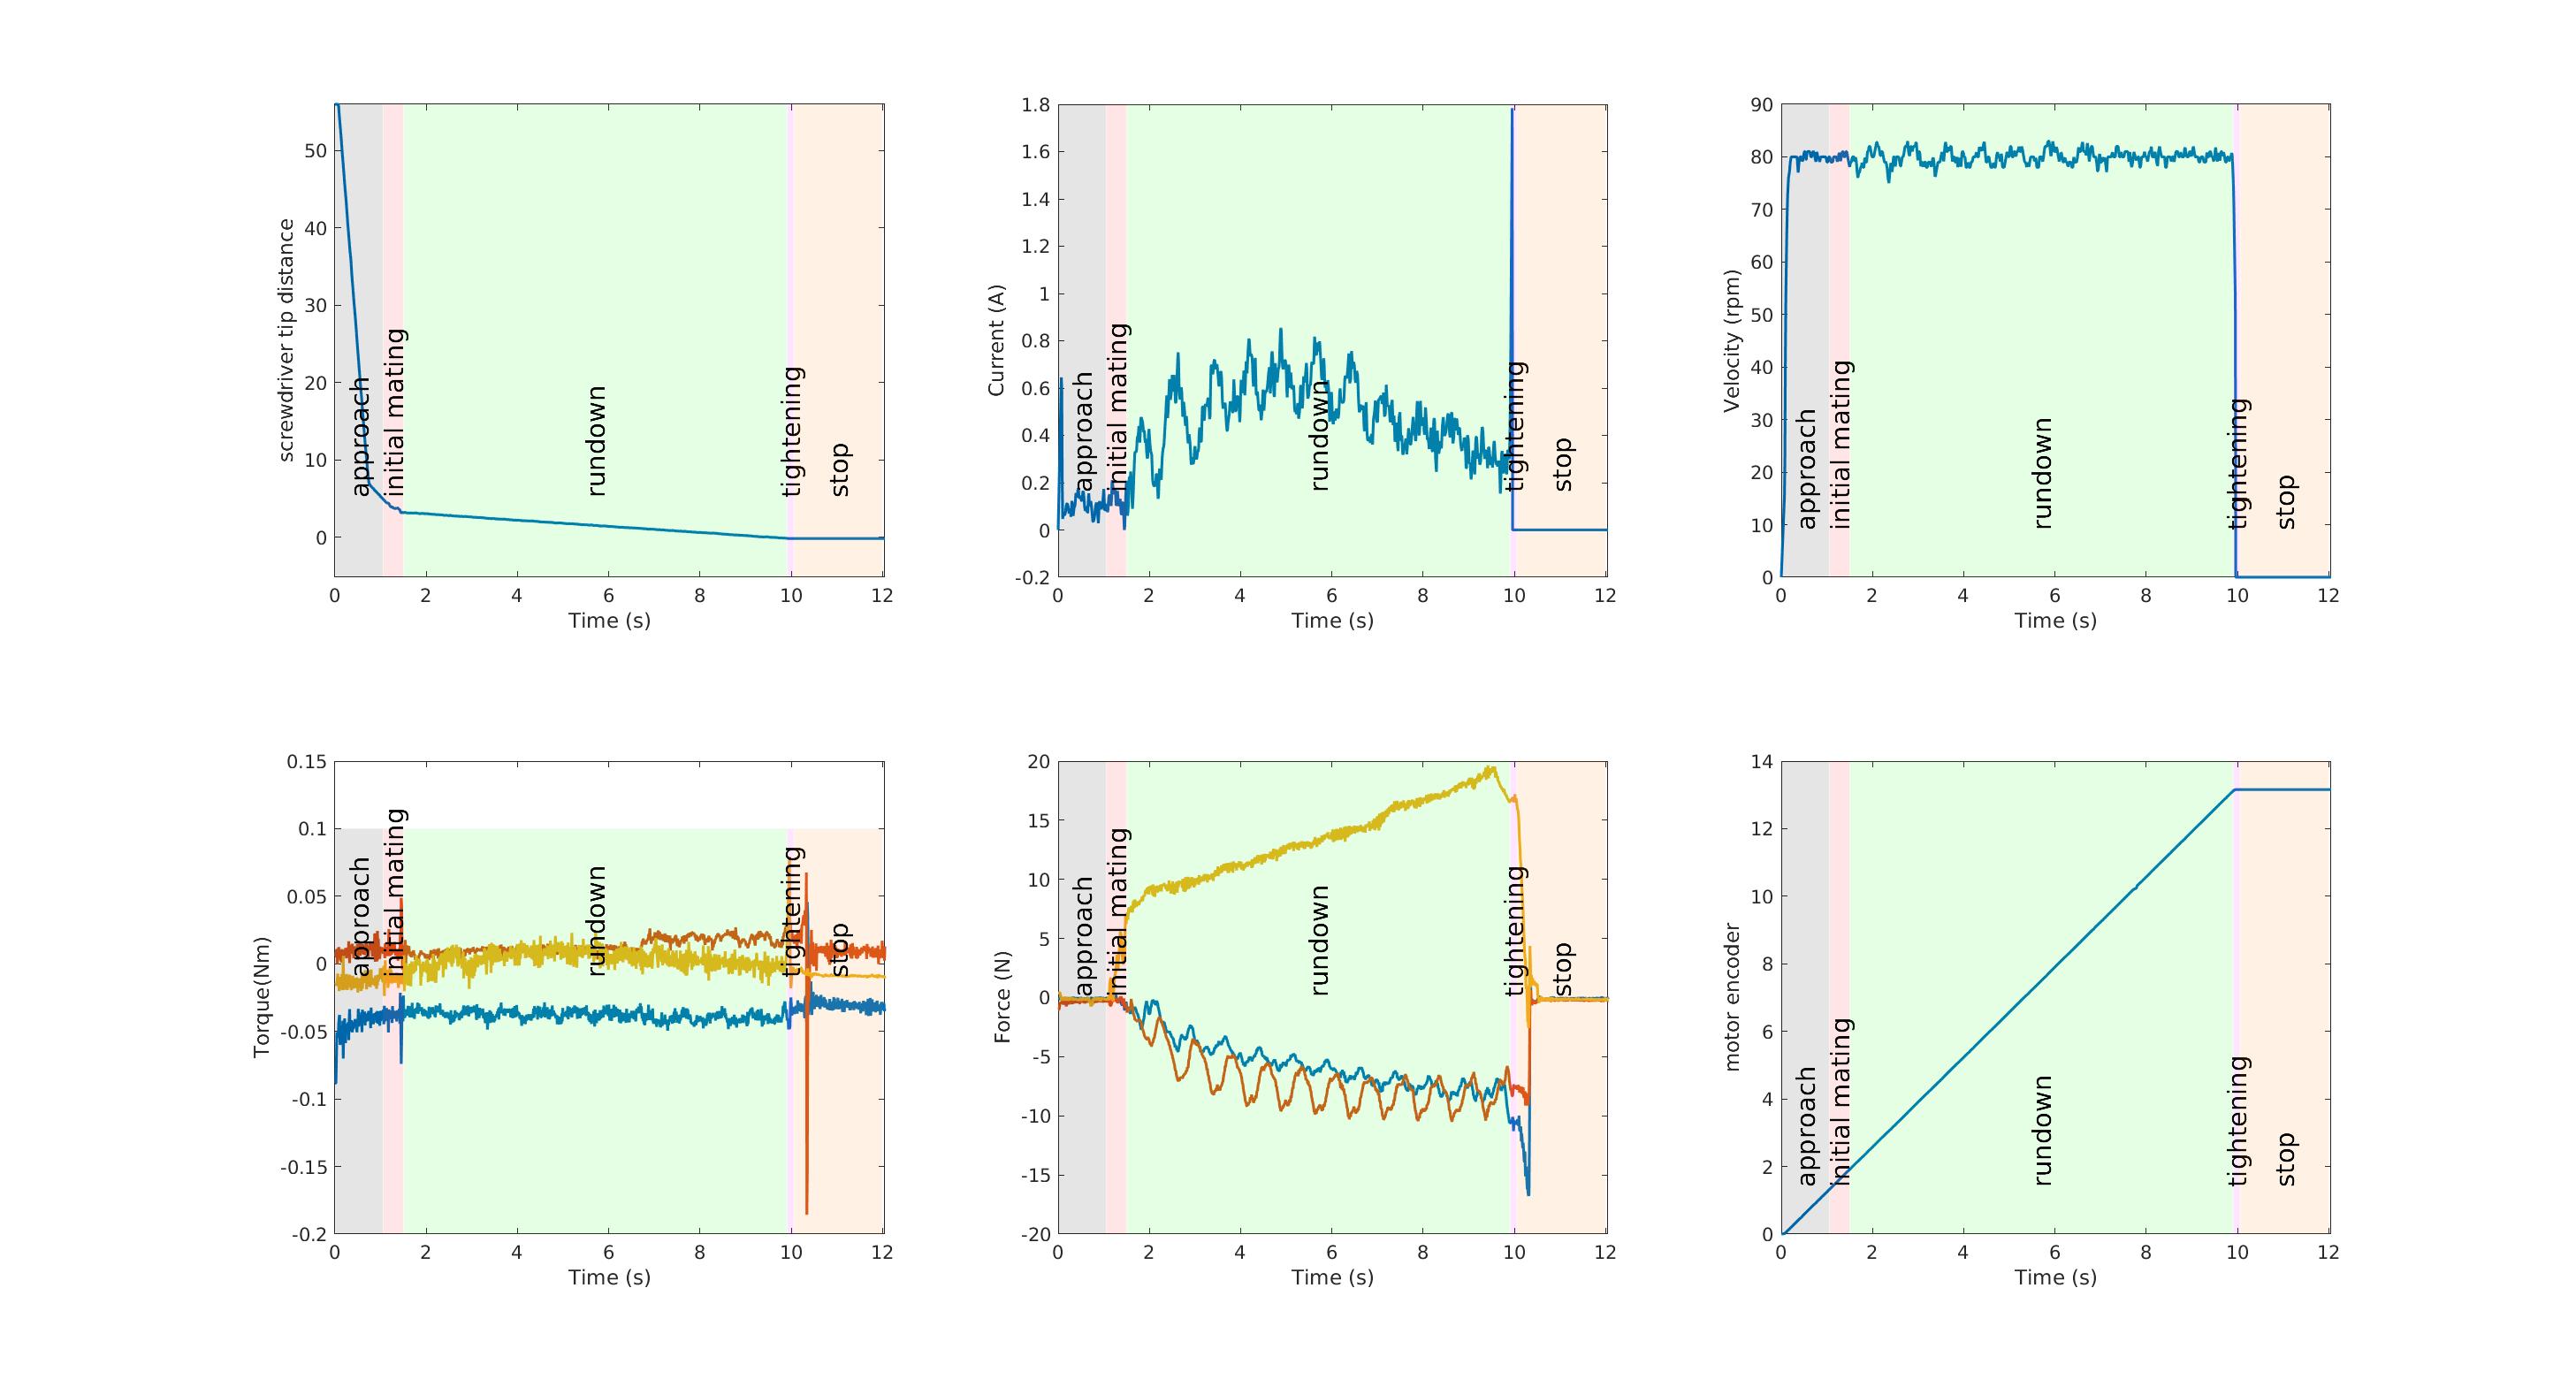 screwdriver tip distance
50
40
30
20
10
0
approach
initial mating
rundown
tightening
stop
0 2 4 6 8 10 12
Time (s)
Current (A)
1.8
1.6
1.4
1.2
1
0.8
0.6
0.4
0.2
0
-0.2
approach
initial mating
rundown
tightening
stop
0 2 4 6 8 10 12
Time (s)
Velocity (rpm)
90
80
70
60
50
40
30
20
10
0
approach
initial mating
rundown
tightening
stop
0 2 4 6 8 10 12
Time (s)
Torque(Nm)
0.15
0.1
0.05
0
-0.05
-0.1
-0.15
-0.2
approach
initial mating
rundown
tightening
stop
0 2 4 6 8 10 12
Time (s)
Force (N)
20
15
10
5
0
-5
-10
-15
-20
approach
initial mating
rundown
tightening
stop
0 2 4 6 8 10 12
Time (s)
motor encoder
14
12
10
8
6
4
2
0
approach
initial mating
rundown
tightening
stop
0 2 4 6 8 10 12
Time (s)